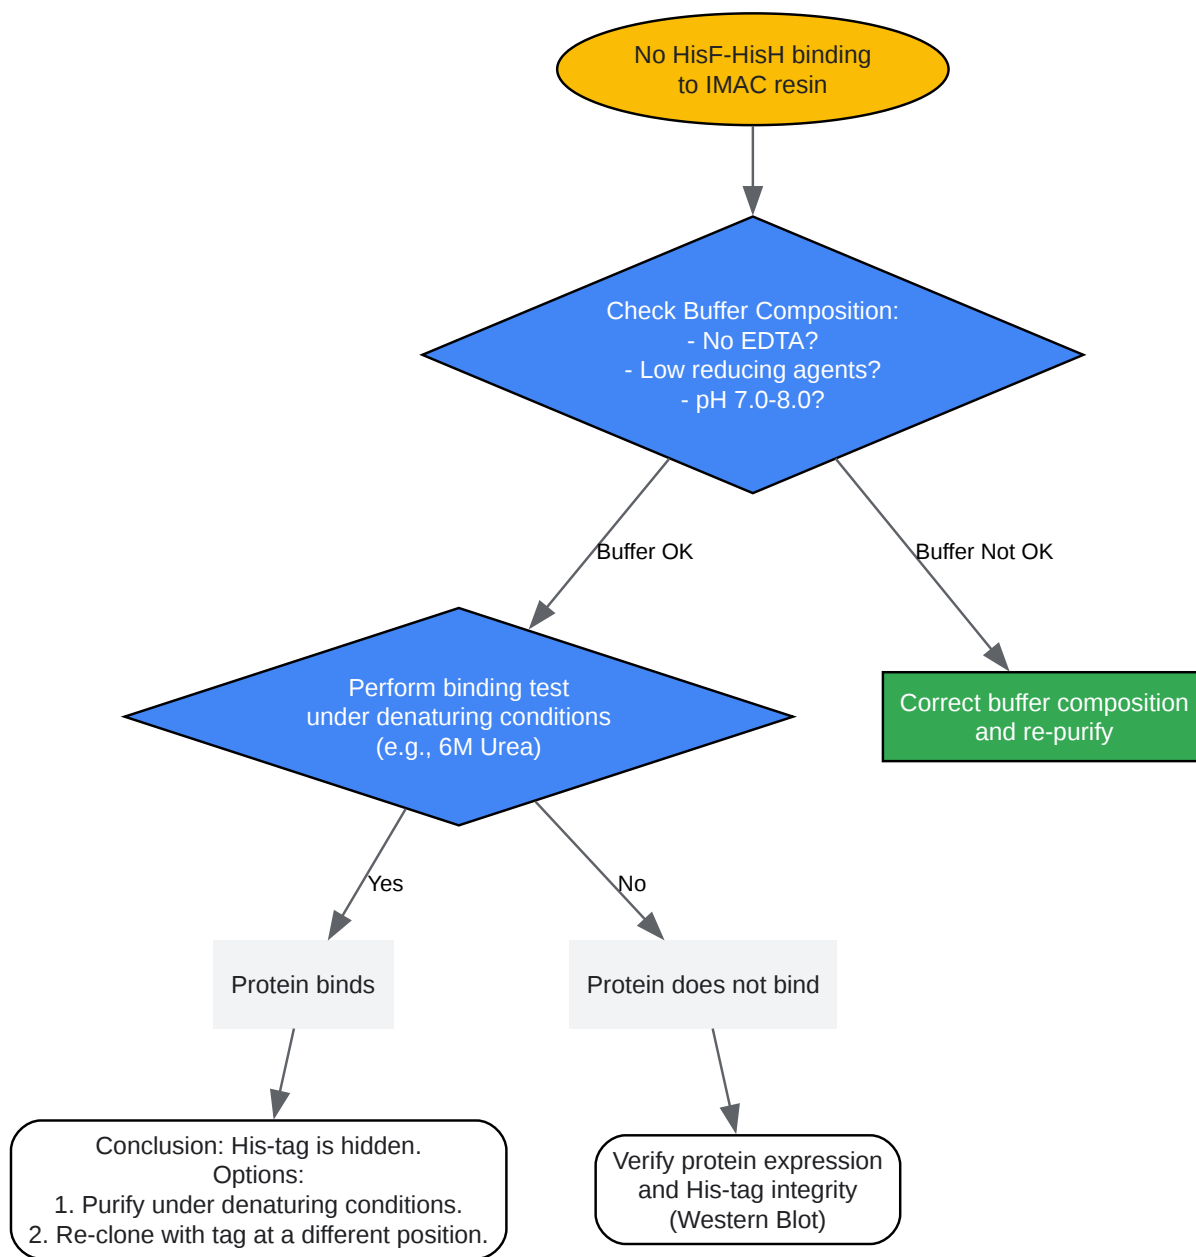 No HisF-HisH binding
to IMAC resin
Check Buffer Composition:
- No EDTA?
- Low reducing agents?
- pH 7.0-8.0?
Buffer OK
Buffer Not OK
Perform binding test
under denaturing conditions
(e.g., 6M Urea)
Correct buffer composition
and re-purify
Yes
No
Protein binds
Protein does not bind
Conclusion: His-tag is hidden.
Options:
1. Purify under denaturing conditions.
2. Re-clone with tag at a different position.
Verify protein expression
and His-tag integrity
(Western Blot)